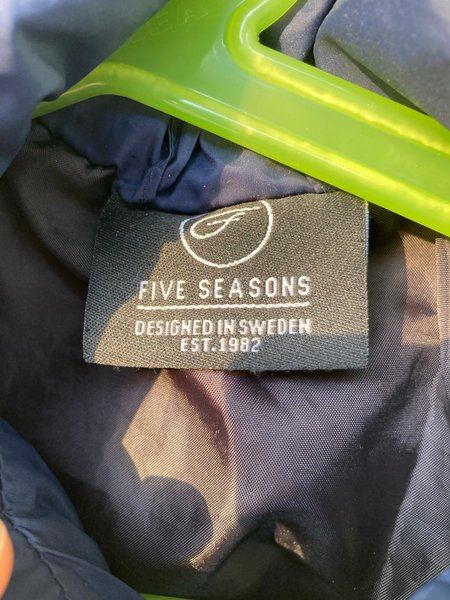 FIVE SEASONS
DESIGNED IN SWEDEN
EST.1982